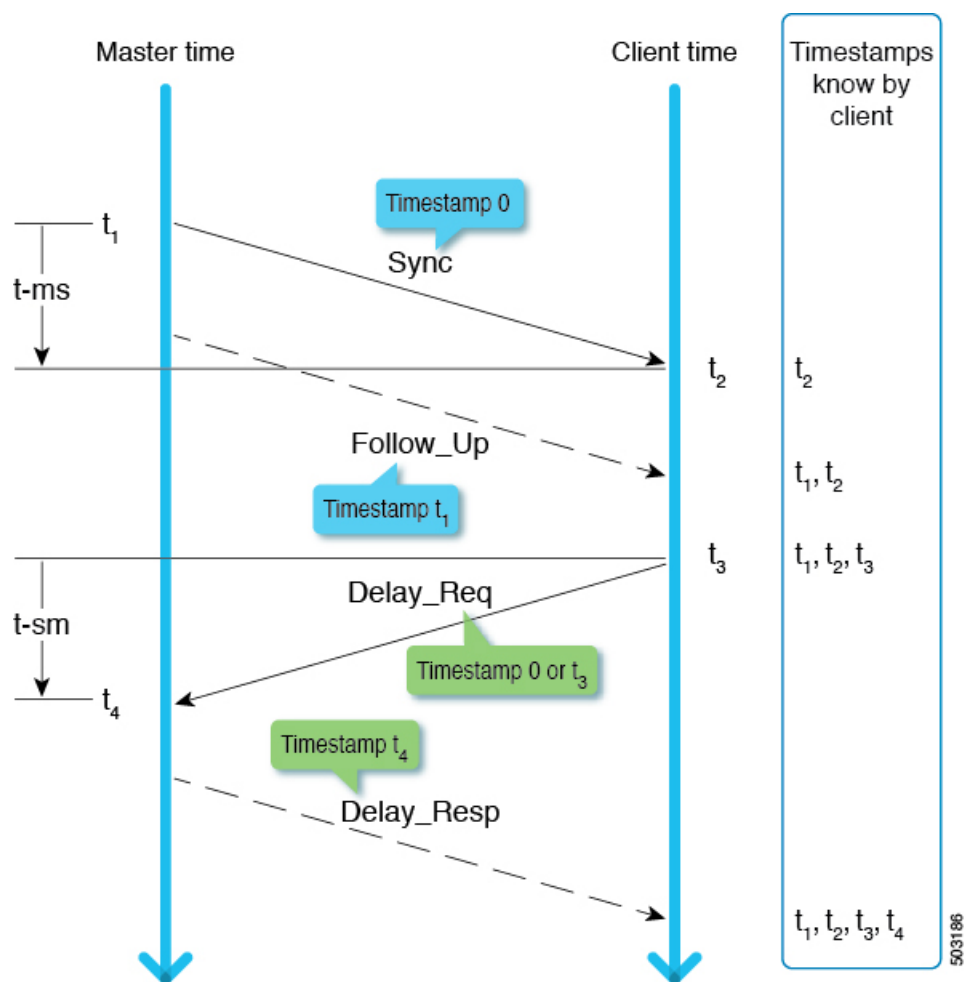 Master time
Client time
Timestamps
know by
client
Timestamp 0
t₁
Sync
t-ms
t₂
t₂
Follow_Up
t₁, t₂
Timestamp t₁
t₃
t₁, t₂, t₃
Delay_Req
t-sm
Timestamp 0 or t₃
t₄
Timestamp t₄
Delay_Resp
t₁, t₂, t₃, t₄
503186